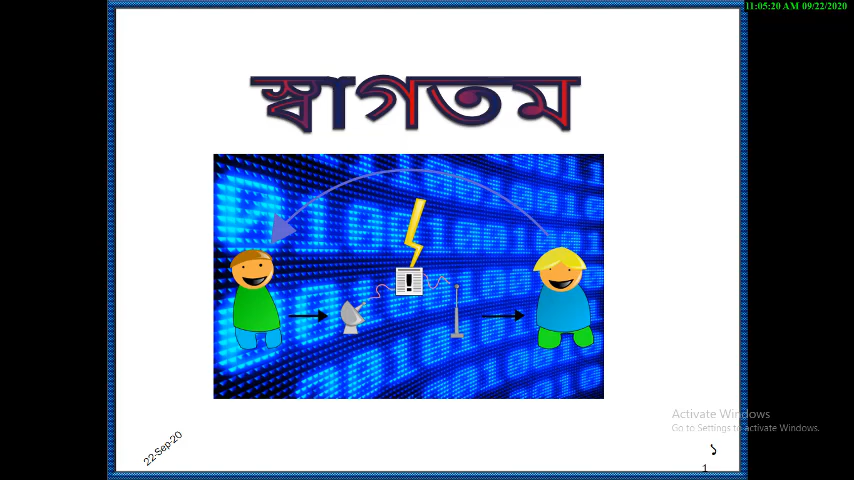 11:05:20 AM 09/22/2020
স্বাগতম
!
Activate Windows
Go to Settings to activate Windows.
22-Sep-20
১
1